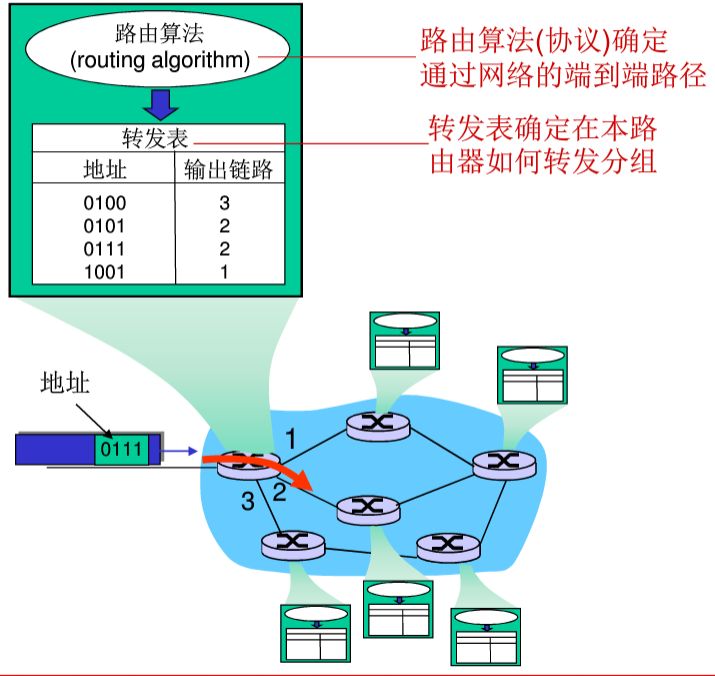 路由算法
(routing algorithm)
路由算法(协议)确定
通过网络的端到端路径
转发表
转发表确定在本路
由器如何转发分组
地址 输出链路
0100 3
0101 2
0111 2
1001 1
地址
0111
1
2
3